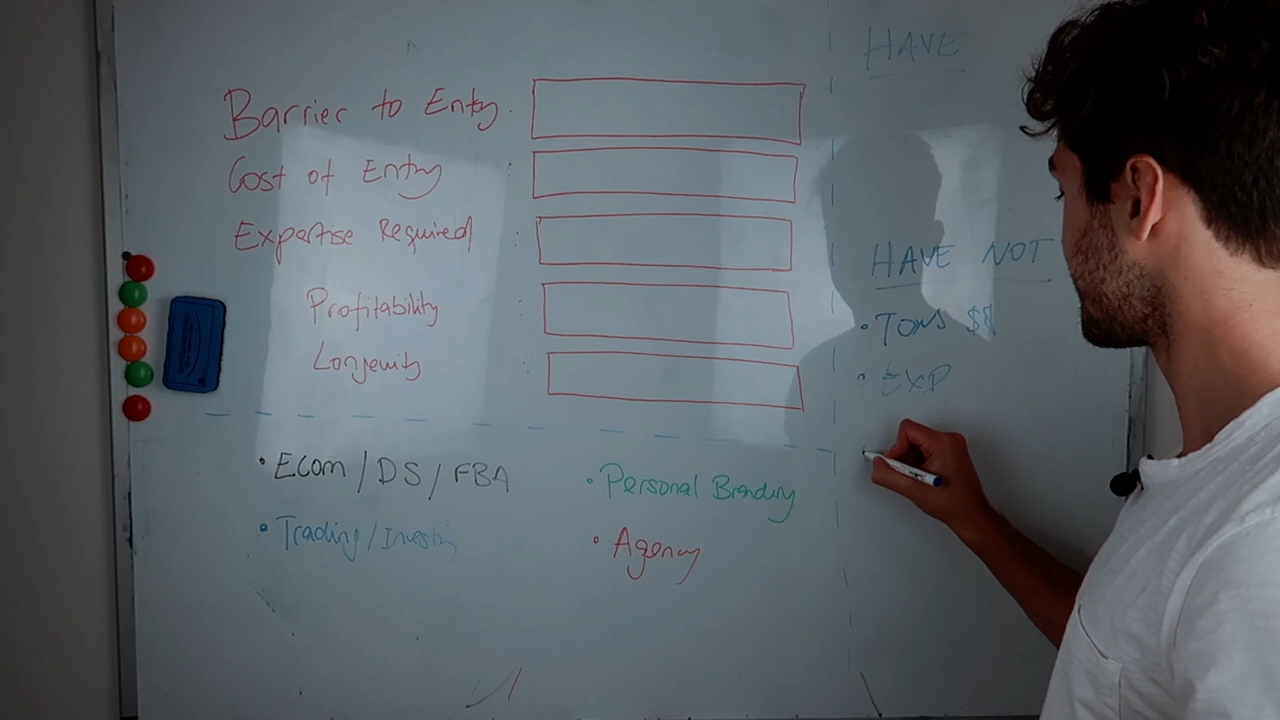 Barrier to Entry.
Cost of Entry :
Expertise Required :
Profitability :
Longevity :
• Ecom / DS / FBA
• Trading / Investing
• Personal Branding
• Agency
HAVE
HAVE NOT
• TONS $$
• EXP